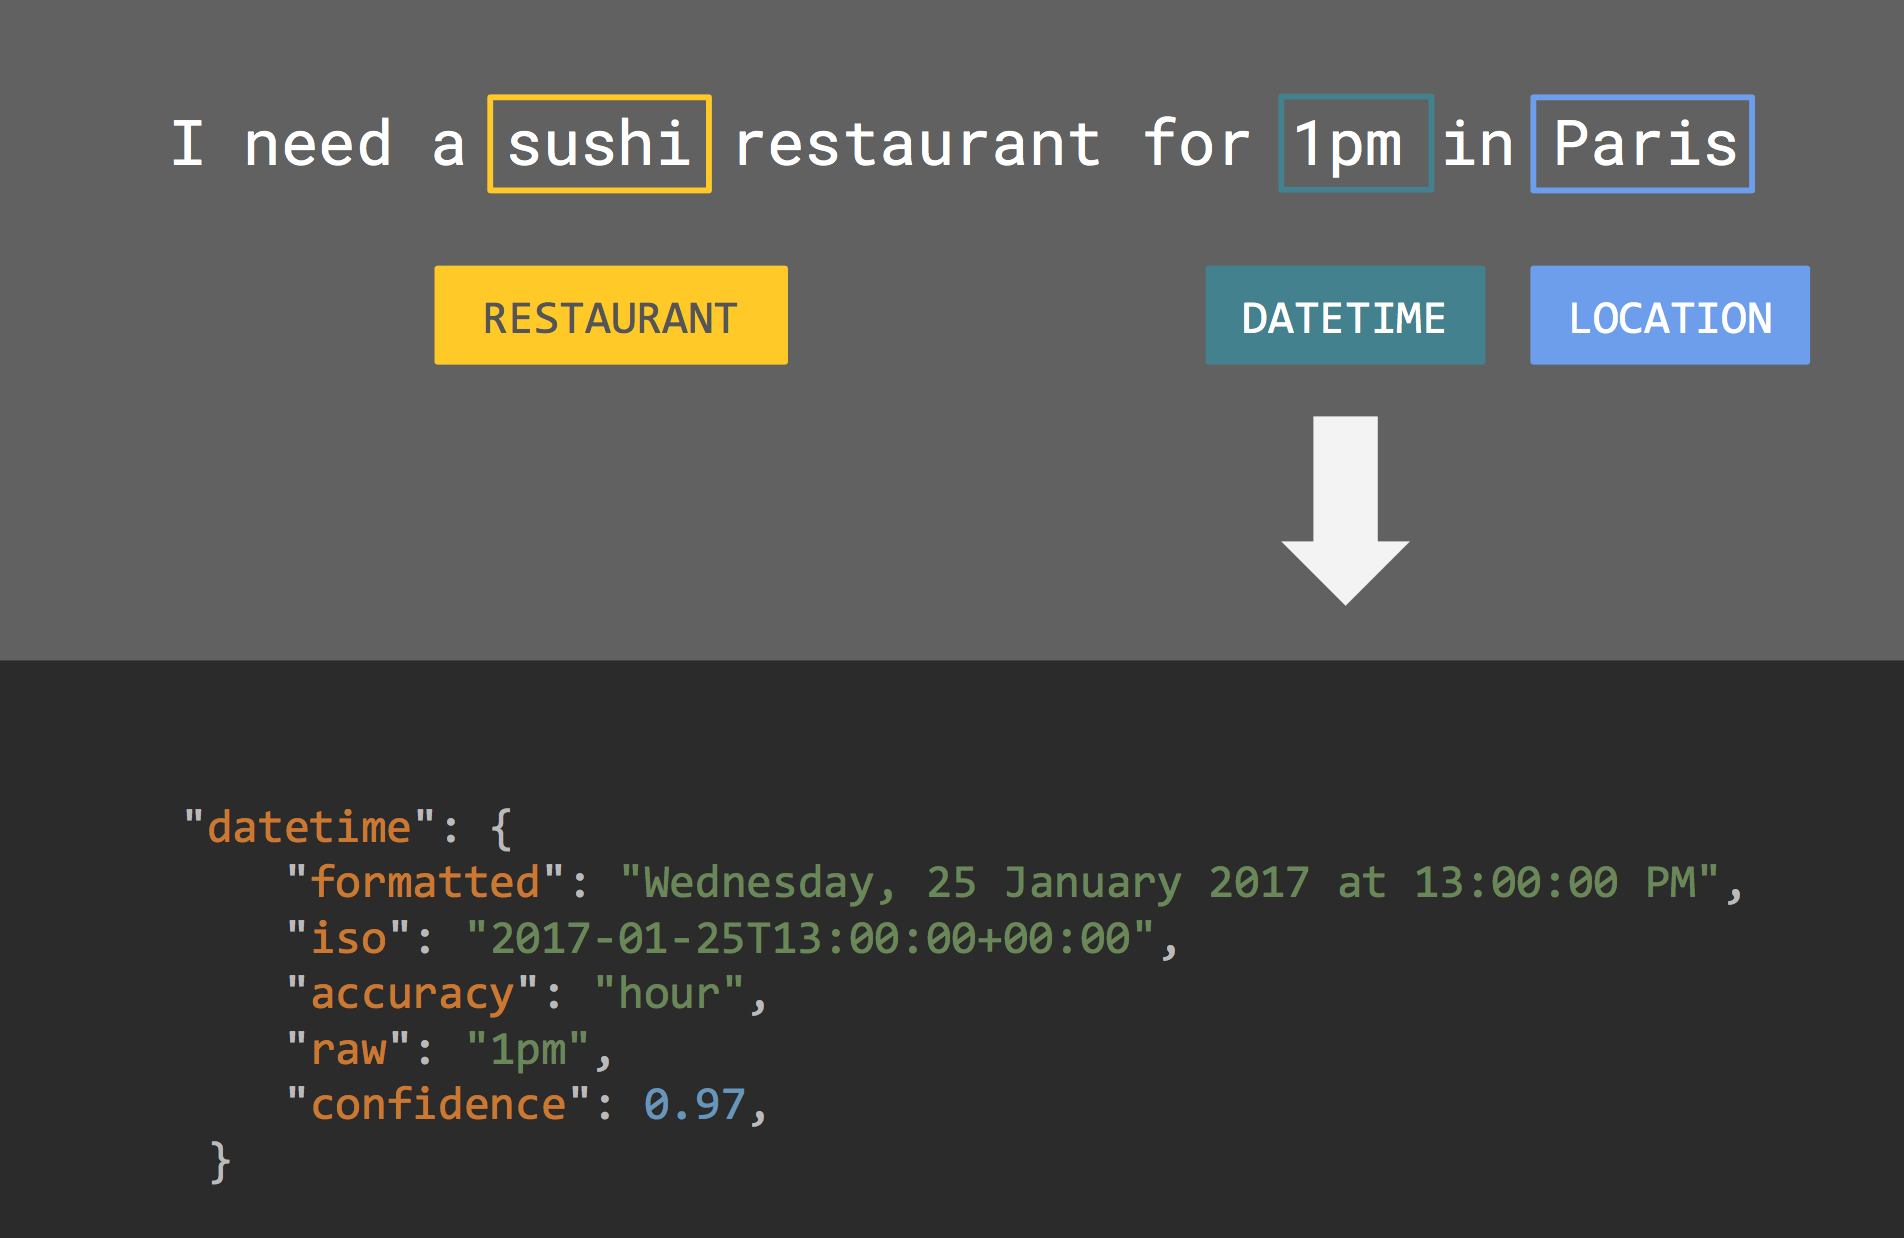 I need a sushi restaurant for 1pm in Paris
RESTAURANT DATETIME LOCATION
"datetime": {
"formatted": "Wednesday, 25 January 2017 at 13:00:00 PM",
"iso": "2017-01-25T13:00:00+00:00",
"accuracy": "hour",
"raw": "1pm",
"confidence": 0.97,
}